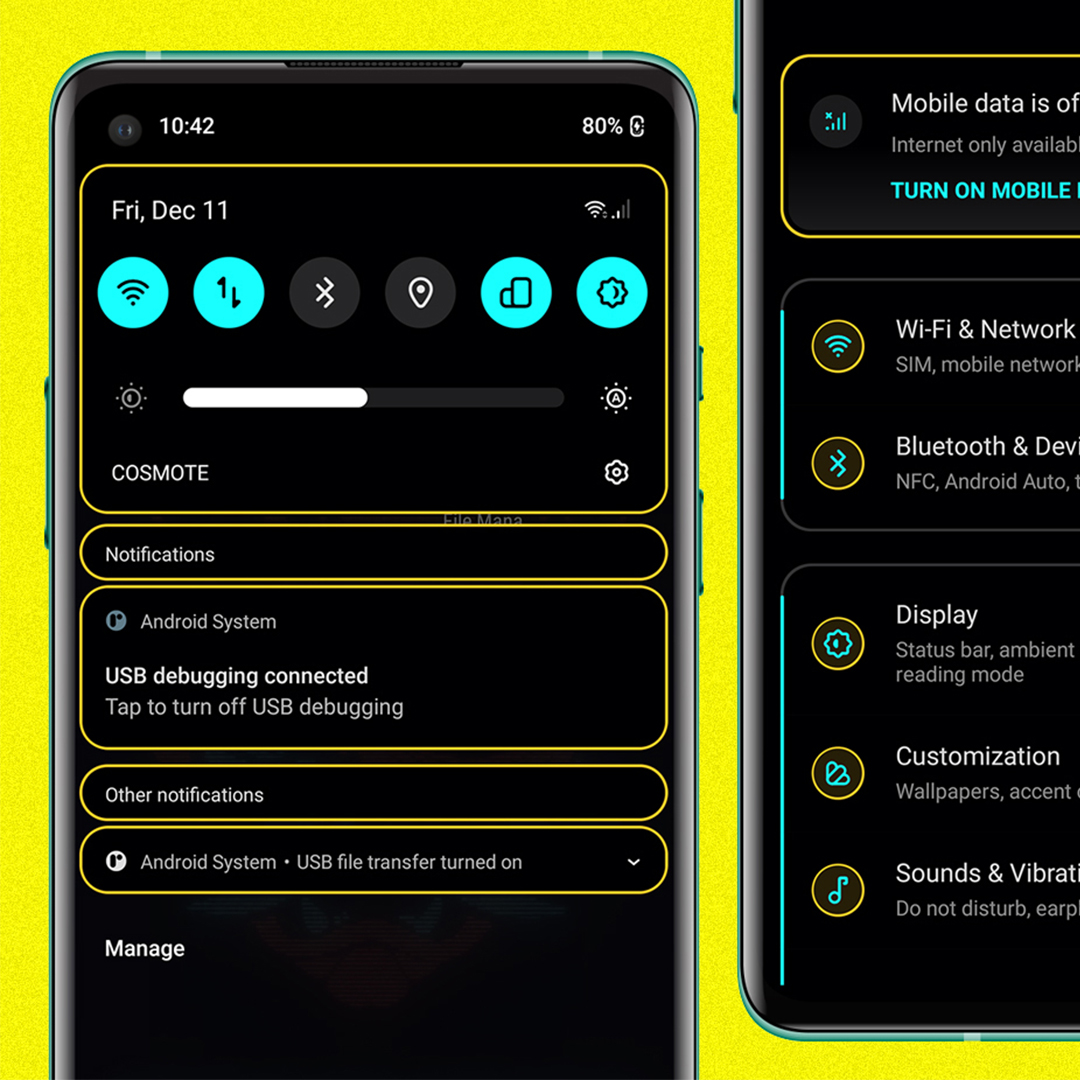 10:42
80%
Fri, Dec 11
COSMOTE
File Mana
Notifications
Android System
USB debugging connected
Tap to turn off USB debugging
Other notifications
Android System • USB file transfer turned on
Manage
Mobile data is of
Internet only availab
TURN ON MOBILE
Wi-Fi & Network
SIM, mobile network
Bluetooth & Devi
NFC, Android Auto, t
Display
Status bar, ambient
reading mode
Customization
Wallpapers, accent
Sounds & Vibrati
Do not disturb, earp